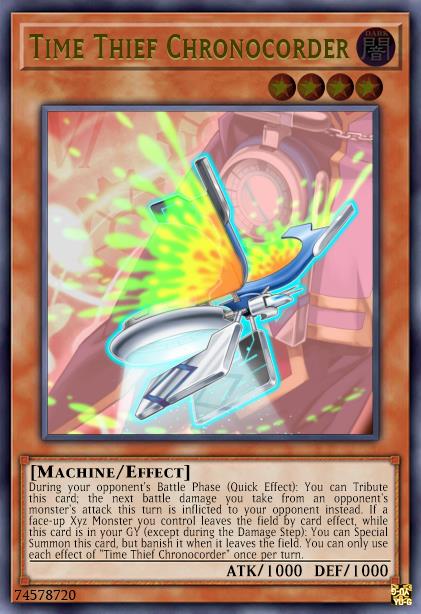 TIME THIEF CHRONOCORDER
DARK
闇
[MACHINE/EFFECT]
During your opponent's Battle Phase (Quick Effect): You can Tribute
this card; the next battle damage you take from an opponent's
monster's attack this turn is inflicted to your opponent instead. If a
face-up Xyz Monster you control leaves the field by card effect, while
this card is in your GY (except during the Damage Step): You can Special
Summon this card, but banish it when it leaves the field. You can only use
each effect of "Time Thief Chronocorder" once per turn.
ATK/1000 DEF/1000
74578720